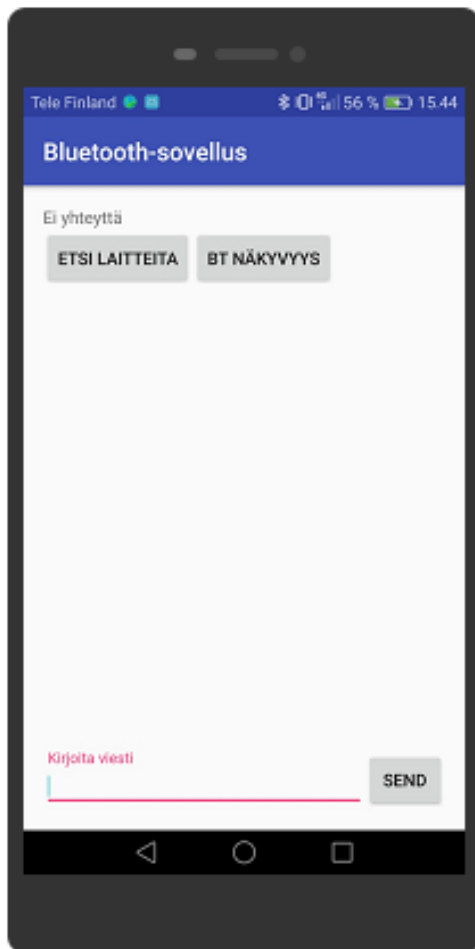 Tele Finland 56 % 15.44
Bluetooth-sovellus
Ei yhteyttä
ETSI LAITTEITA BT NÄKYVYYS
Kirjoita viesti
SEND